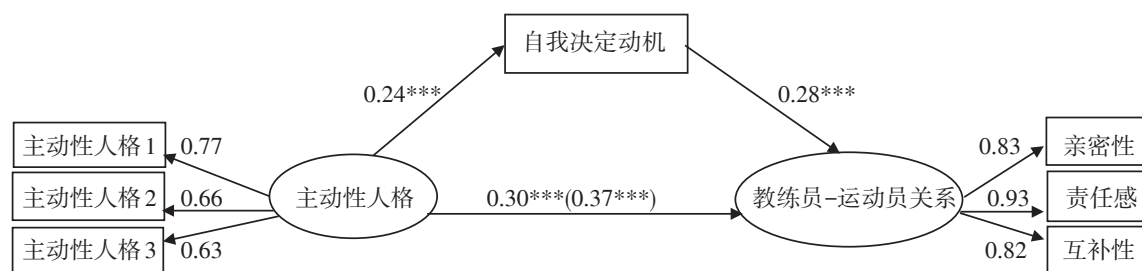 自我决定动机
0.24***
0.28***
主动性人格1
0.77
0.83
亲密性
主动性人格2
0.66
主动性人格
0.30***(0.37***)
教练员-运动员关系
0.93
责任感
主动性人格3
0.63
0.82
互补性